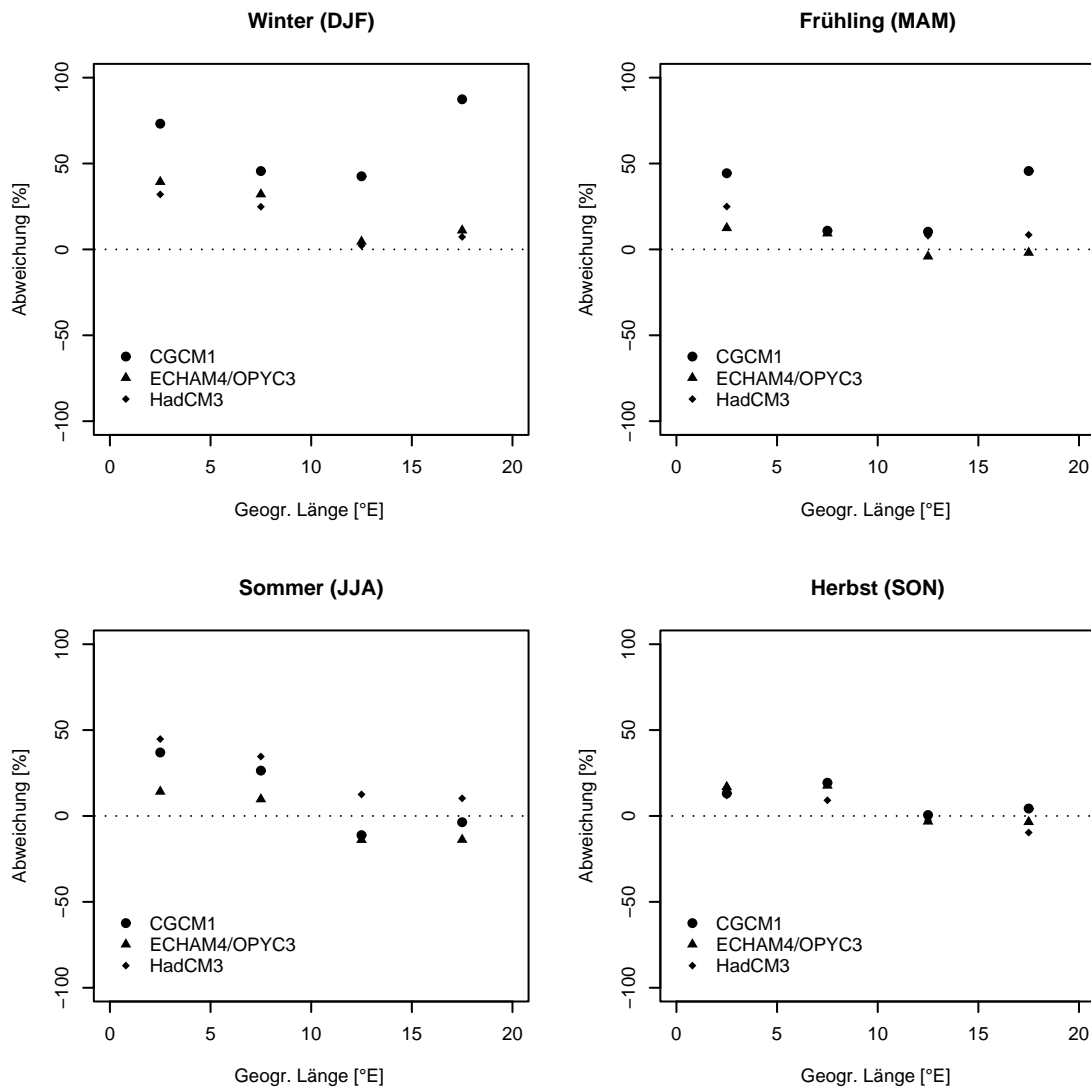 Winter (DJF)
Abweichung [%]
100
50
0
−50
−100
CGCM1
ECHAM4/OPYC3
HadCM3
0 5 10 15 20
Geogr. Länge [°E]
Frühling (MAM)
Abweichung [%]
100
50
0
−50
−100
CGCM1
ECHAM4/OPYC3
HadCM3
0 5 10 15 20
Geogr. Länge [°E]
Sommer (JJA)
Abweichung [%]
100
50
0
−50
−100
CGCM1
ECHAM4/OPYC3
HadCM3
0 5 10 15 20
Geogr. Länge [°E]
Herbst (SON)
Abweichung [%]
100
50
0
−50
−100
CGCM1
ECHAM4/OPYC3
HadCM3
0 5 10 15 20
Geogr. Länge [°E]